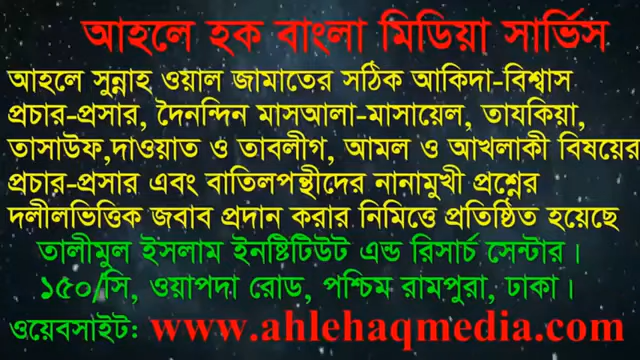 আহলে হক বাংলা মিডিয়া সার্ভিস
আহলে সুন্নাহ ওয়াল জামাতের সঠিক আকিদা-বিশ্বাস
প্রচার-প্রসার, দৈনন্দিন মাসআলা-মাসায়েল, তাযকিয়া,
তাসাউফ,দাওয়াত ও তাবলীগ, আমল ও আখলাকী বিষয়ের
প্রচার-প্রসার এবং বাতিলপন্থীদের নানামুখী প্রশ্নের
দলীলভিত্তিক জবাব প্রদান করার নিমিত্তে প্রতিষ্ঠিত হয়েছে
তালীমুল ইসলাম ইনষ্টিটিউট এন্ড রিসার্চ সেন্টার।
১৫০/সি, ওয়াপদা রোড, পশ্চিম রামপুরা, ঢাকা।
ওয়েবসাইট: www.ahlehaqmedia.com